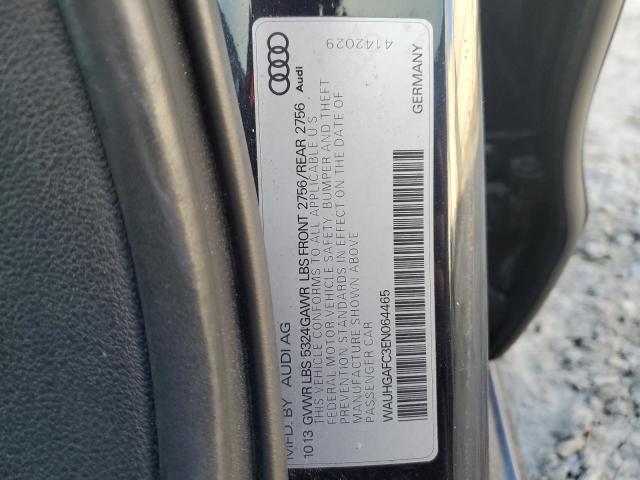 MFD. BY AUDI AG
10 13 GVWR LBS 5324 GAWR LBS FRONT 2756/REAR 2756
THIS VEHICLE CONFORMS TO ALL APPLICABLE U S
FEDERAL MOTOR VEHICLE SAFETY, BUMPER AND THEFT
PREVENTION STANDARDS IN EFFECT ON THE DATE OF
MANUFACTURE SHOWN ABOVE
PASSENGER CAR
WAUHGAFC3EN064465
Audi
4142029
GERMANY